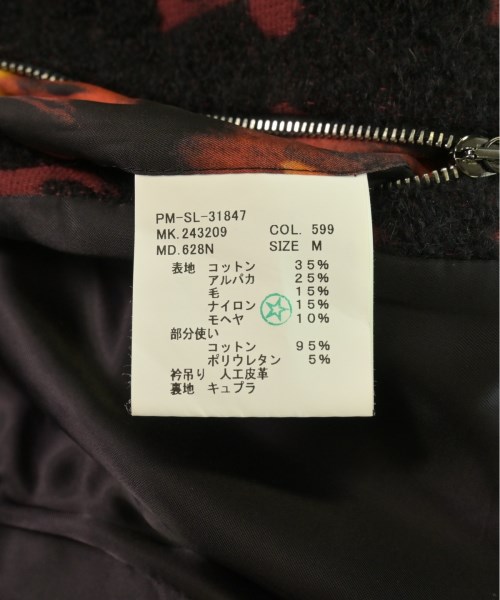 PM-SL-31847
MK.243209 COL. 599
MD.628N SIZE M
表地 コットン 35%
アルパカ 25%
毛 15%
ナイロン 15%
モヘヤ 10%
部分使い
コットン 95%
ポリウレタン 5%
衿吊り 人工皮革
裏地 キュプラ